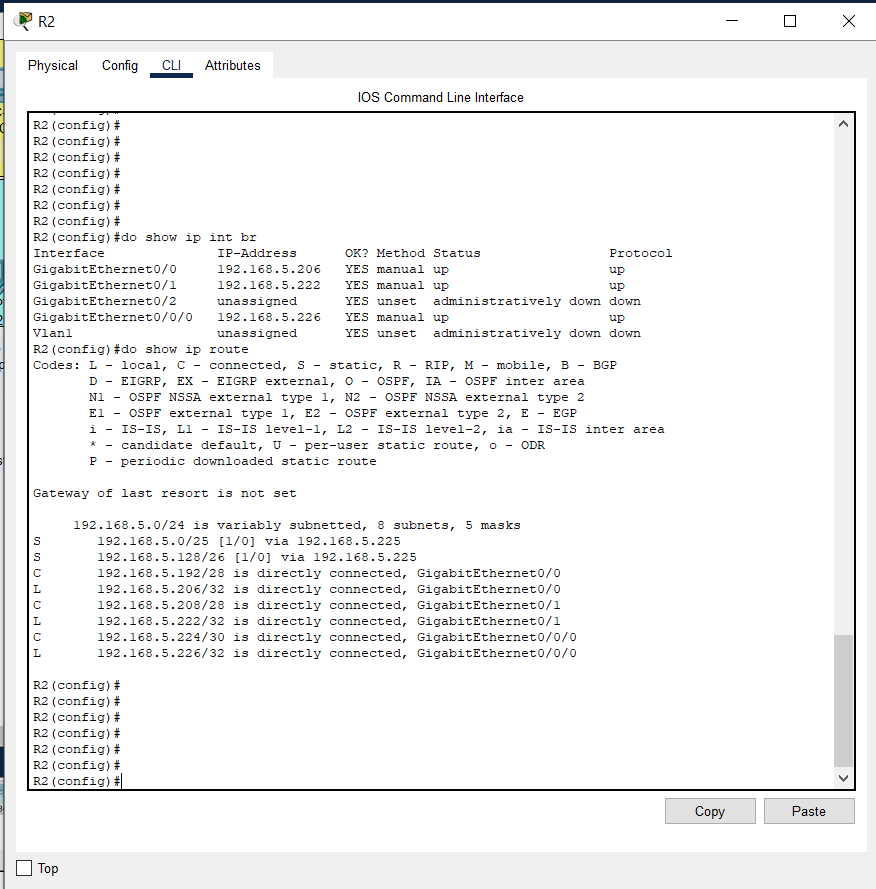 R2
Physical Config CLI Attributes
IOS Command Line Interface
R2(config)#
R2(config)#
R2(config)#
R2(config)#
R2(config)#
R2(config)#
R2(config)#
R2(config)#do show ip int br
Interface IP-Address OK? Method Status Protocol
GigabitEthernet0/0 192.168.5.206 YES manual up up
GigabitEthernet0/1 192.168.5.222 YES manual up up
GigabitEthernet0/2 unassigned YES unset administratively down down
GigabitEthernet0/0/0 192.168.5.226 YES manual up up
Vlan1 unassigned YES unset administratively down down
R2(config)#do show ip route
Codes: L - local, C - connected, S - static, R - RIP, M - mobile, B - BGP
D - EIGRP, EX - EIGRP external, O - OSPF, IA - OSPF inter area
N1 - OSPF NSSA external type 1, N2 - OSPF NSSA external type 2
E1 - OSPF external type 1, E2 - OSPF external type 2, E - EGP
i - IS-IS, L1 - IS-IS level-1, L2 - IS-IS level-2, ia - IS-IS inter area
* - candidate default, U - per-user static route, o - ODR
P - periodic downloaded static route
Gateway of last resort is not set
192.168.5.0/24 is variably subnetted, 8 subnets, 5 masks
S 192.168.5.0/25 [1/0] via 192.168.5.225
S 192.168.5.128/26 [1/0] via 192.168.5.225
C 192.168.5.192/28 is directly connected, GigabitEthernet0/0
L 192.168.5.206/32 is directly connected, GigabitEthernet0/0
C 192.168.5.208/28 is directly connected, GigabitEthernet0/1
L 192.168.5.222/32 is directly connected, GigabitEthernet0/1
C 192.168.5.224/30 is directly connected, GigabitEthernet0/0/0
L 192.168.5.226/32 is directly connected, GigabitEthernet0/0/0
R2(config)#
R2(config)#
R2(config)#
R2(config)#
R2(config)#
R2(config)#
R2(config)#
Copy Paste
Top